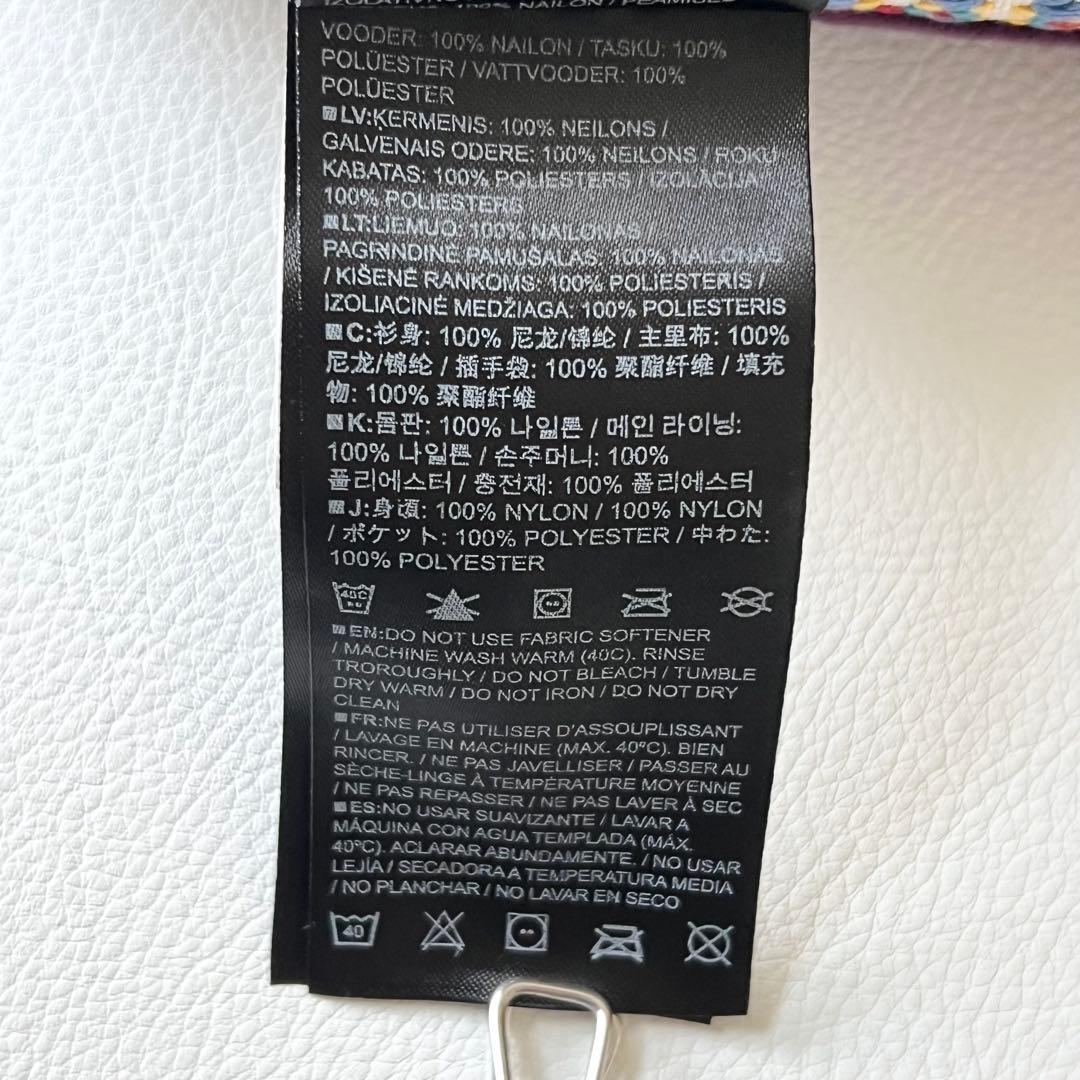 100% NAILON / PEAMISED
VOODER: 100% NAILON / TASKU: 100%
POLÜESTER / VATTVOODER: 100%
POLÜESTER
LV:ĶERMENIS: 100% NEILONS /
GALVENAIS ODERE: 100% NEILONS / ROKU
KABATAS: 100% POLIESTERS / IZOLĀCIJA
100% POLIESTERS
LT:LIEMUO: 100% NAILONAS
PAGRINDINĖ PAMUŠALAS: 100% NAILONAS
/ KIŠENĖ RANKOMS: 100% POLIESTERIS /
IZOLIACINĖ MEDŽIAGA: 100% POLIESTERIS
C:衫身: 100% 尼龙/锦纶 / 主里布: 100%
尼龙/锦纶 / 插手袋: 100% 聚酯纤维 / 填充
物: 100% 聚酯纤维
K:몸판: 100% 나일론 / 메인 라이닝:
100% 나일론 / 손주머니: 100%
폴리에스터 / 충전재: 100% 폴리에스터
J:身頃: 100% NYLON / 100% NYLON
/ ポケット: 100% POLYESTER / 中わた:
100% POLYESTER
40C
EN:DO NOT USE FABRIC SOFTENER
/ MACHINE WASH WARM (40C). RINSE
TROROUGHLY / DO NOT BLEACH / TUMBLE
DRY WARM / DO NOT IRON / DO NOT DRY
CLEAN
FR:NE PAS UTILISER D'ASSOUPLISSANT
/ LAVAGE EN MACHINE (MAX. 40ºC). BIEN
RINCER. / NE PAS JAVELLISER / PASSER AU
SÈCHE-LINGE À TEMPÉRATURE MOYENNE
/ NE PAS REPASSER / NE PAS LAVER À SEC
ES:NO USAR SUAVIZANTE / LAVAR A
MÁQUINA CON AGUA TEMPLADA (MÁX.
40ºC). ACLARAR ABUNDAMENTE. / NO USAR
LEJÍA / SECADORA A TEMPERATURA MEDIA
/ NO PLANCHAR / NO LAVAR EN SECO
40